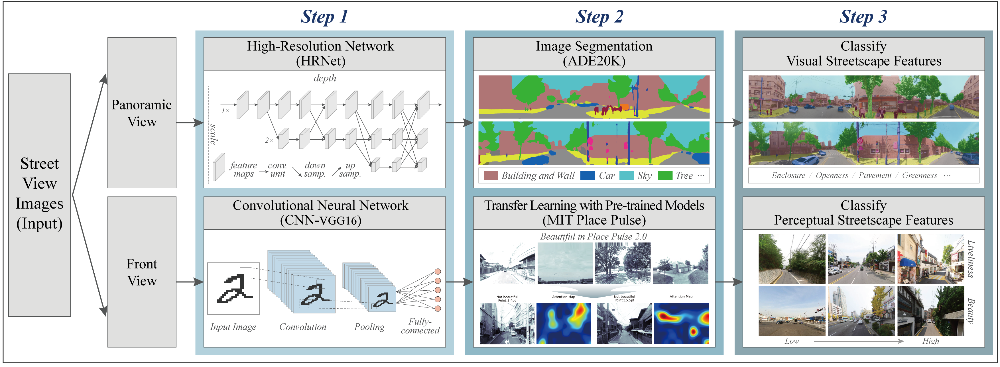 Step 1
Step 2
Step 3
Street
View
Images
(Input)
Panoramic
View
Front
View
High-Resolution Network
(HRNet)
depth
1×
scale
2×
feature
maps
conv.
unit
down
samp.
up
samp.
Image Segmentation
(ADE20K)
Building and Wall
Car
Sky
Tree ···
Classify
Visual Streetscape Features
Enclosure / Openness / Pavement / Greenness ···
Convolutional Neural Network
(CNN-VGG16)
Input Image
Convolution
Pooling
Fully-
connected
Transfer Learning with Pre-trained Models
(MIT Place Pulse)
Beautiful in Place Pulse 2.0
Not beautiful
Point:3.4pt
Attention Map
Not beautiful
Point:15.5pt
Attention Map
Classify
Perceptual Streetscape Features
Liveliness
Beauty
Low
High